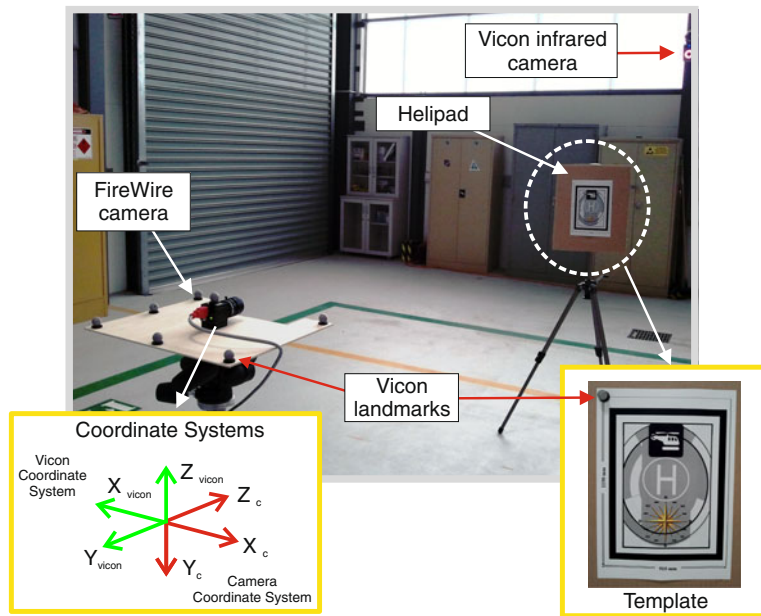 Vicon infrared
camera
Helipad
FireWire
camera
Vicon
landmarks
Coordinate Systems
Vicon
Coordinate
System
X vicon
Y vicon
Z vicon
Z c
X c
Y c
Camera
Coordinate System
H
Template